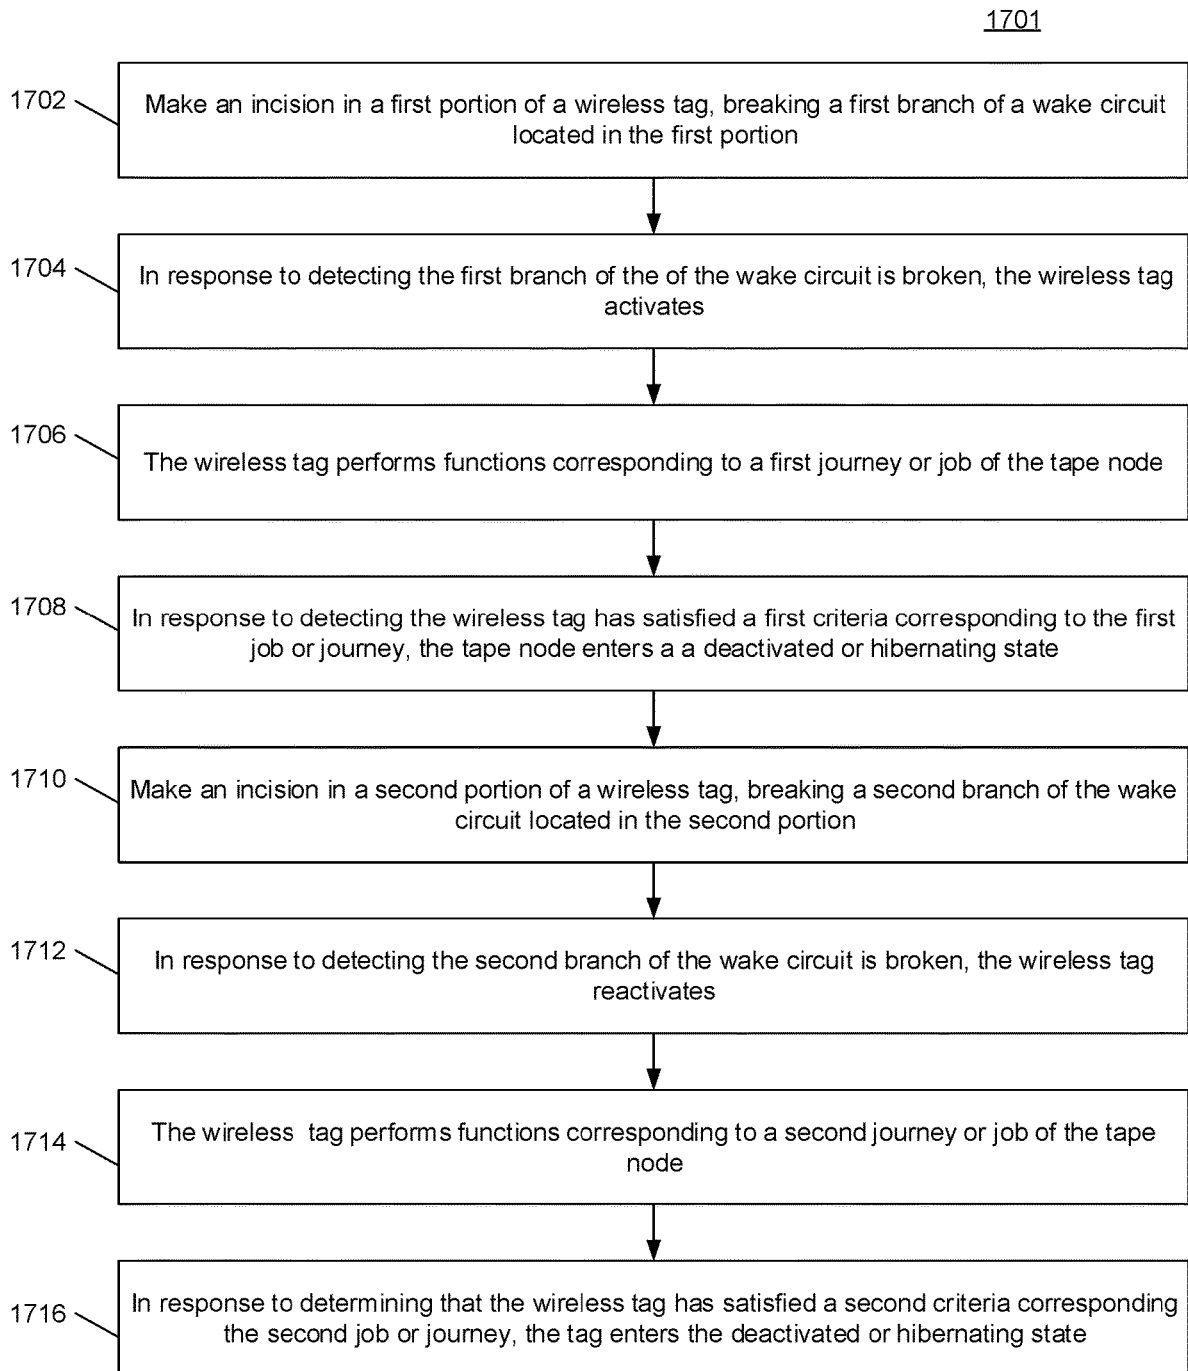 1701
1702
Make an incision in a first portion of a wireless tag, breaking a first branch of a wake circuit
located in the first portion
1704
In response to detecting the first branch of the of the wake circuit is broken, the wireless tag
activates
1706
The wireless tag performs functions corresponding to a first journey or job of the tape node
1708
In response to detecting the wireless tag has satisfied a first criteria corresponding to the first
job or journey, the tape node enters a a deactivated or hibernating state
1710
Make an incision in a second portion of a wireless tag, breaking a second branch of the wake
circuit located in the second portion
1712
In response to detecting the second branch of the wake circuit is broken, the wireless tag
reactivates
1714
The wireless tag performs functions corresponding to a second journey or job of the tape
node
1716
In response to determining that the wireless tag has satisfied a second criteria corresponding
the second job or journey, the tag enters the deactivated or hibernating state